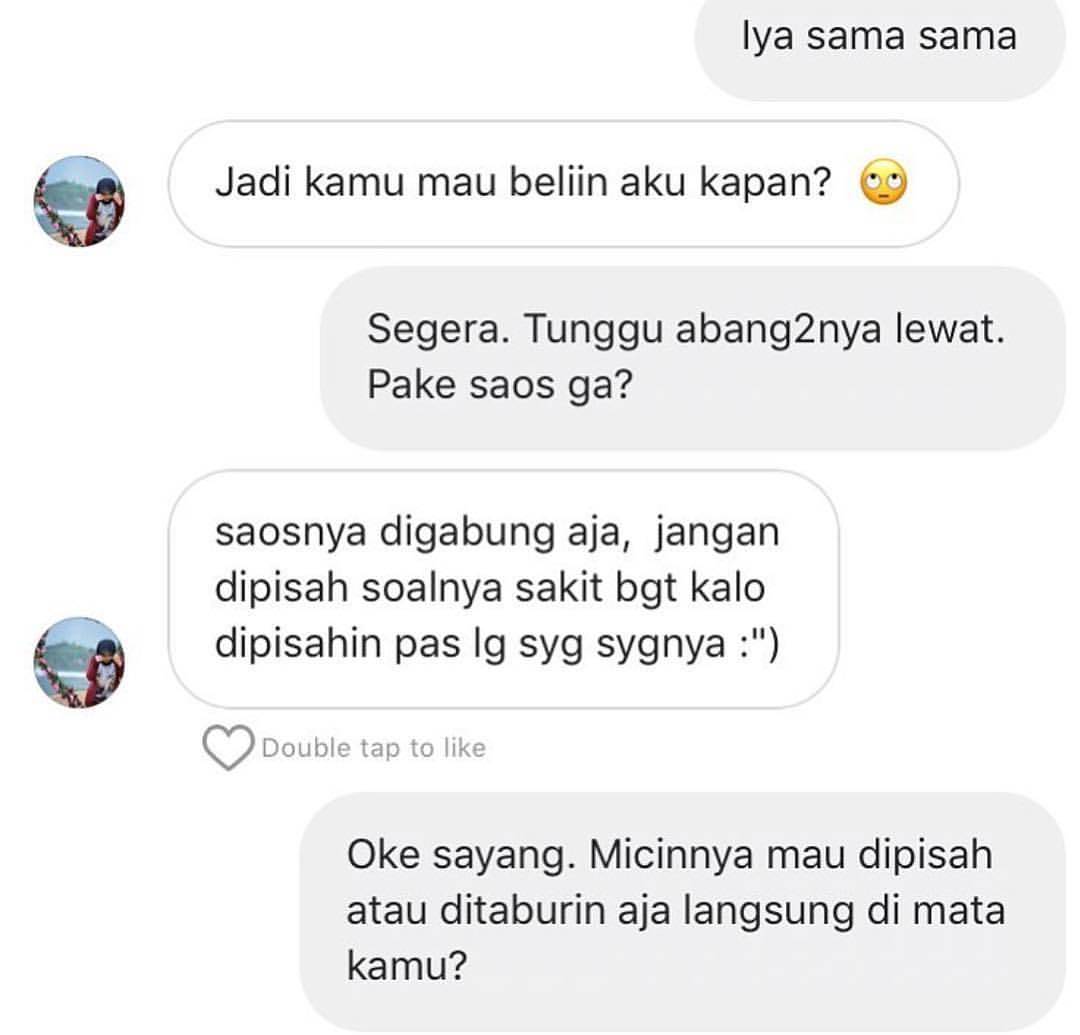 Iya sama sama
Jadi kamu mau beliin aku kapan? 🙄
Segera. Tunggu abang2nya lewat.
Pake saos ga?
saosnya digabung aja,  jangan
dipisah soalnya sakit bgt kalo
dipisahin pas lg syg sygnya :")
Double tap to like
Oke sayang. Micinnya mau dipisah
atau ditaburin aja langsung di mata
kamu?